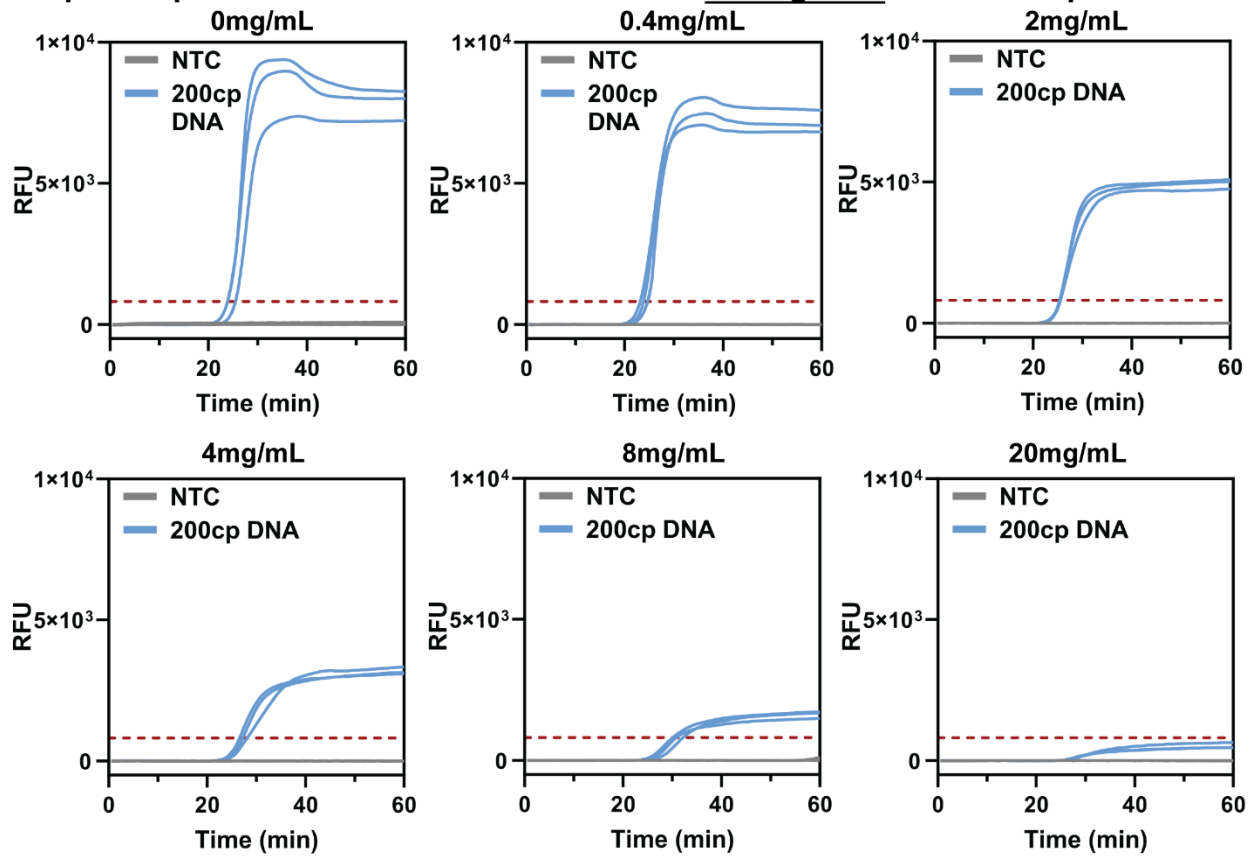 0mg/mL
1×10⁴
NTC
200cp
DNA
5×10³
RFU
0
0 20 40 60
Time (min)
0.4mg/mL
1×10⁴
NTC
200cp
DNA
5×10³
RFU
0
0 20 40 60
Time (min)
2mg/mL
1×10⁴
NTC
200cp DNA
5×10³
RFU
0
0 20 40 60
Time (min)
4mg/mL
1×10⁴
NTC
200cp DNA
5×10³
RFU
0
0 20 40 60
Time (min)
8mg/mL
1×10⁴
NTC
200cp DNA
5×10³
RFU
0
0 20 40 60
Time (min)
20mg/mL
1×10⁴
NTC
200cp DNA
5×10³
RFU
0
0 20 40 60
Time (min)